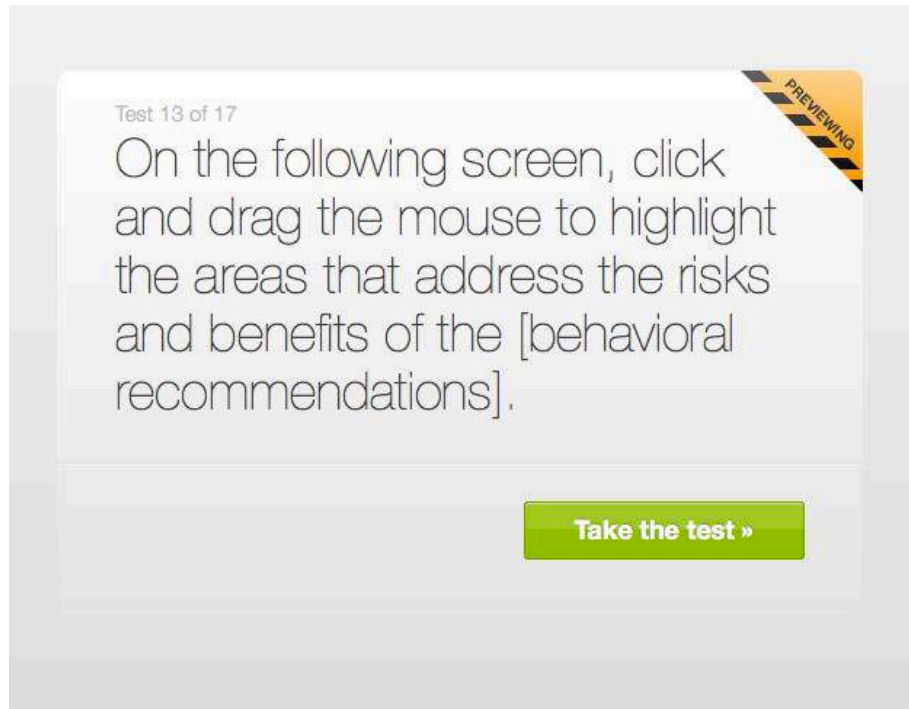 Test 13 of 17
PREVIEWING
On the following screen, click
and drag the mouse to highlight
the areas that address the risks
and benefits of the [behavioral
recommendations].
Take the test »